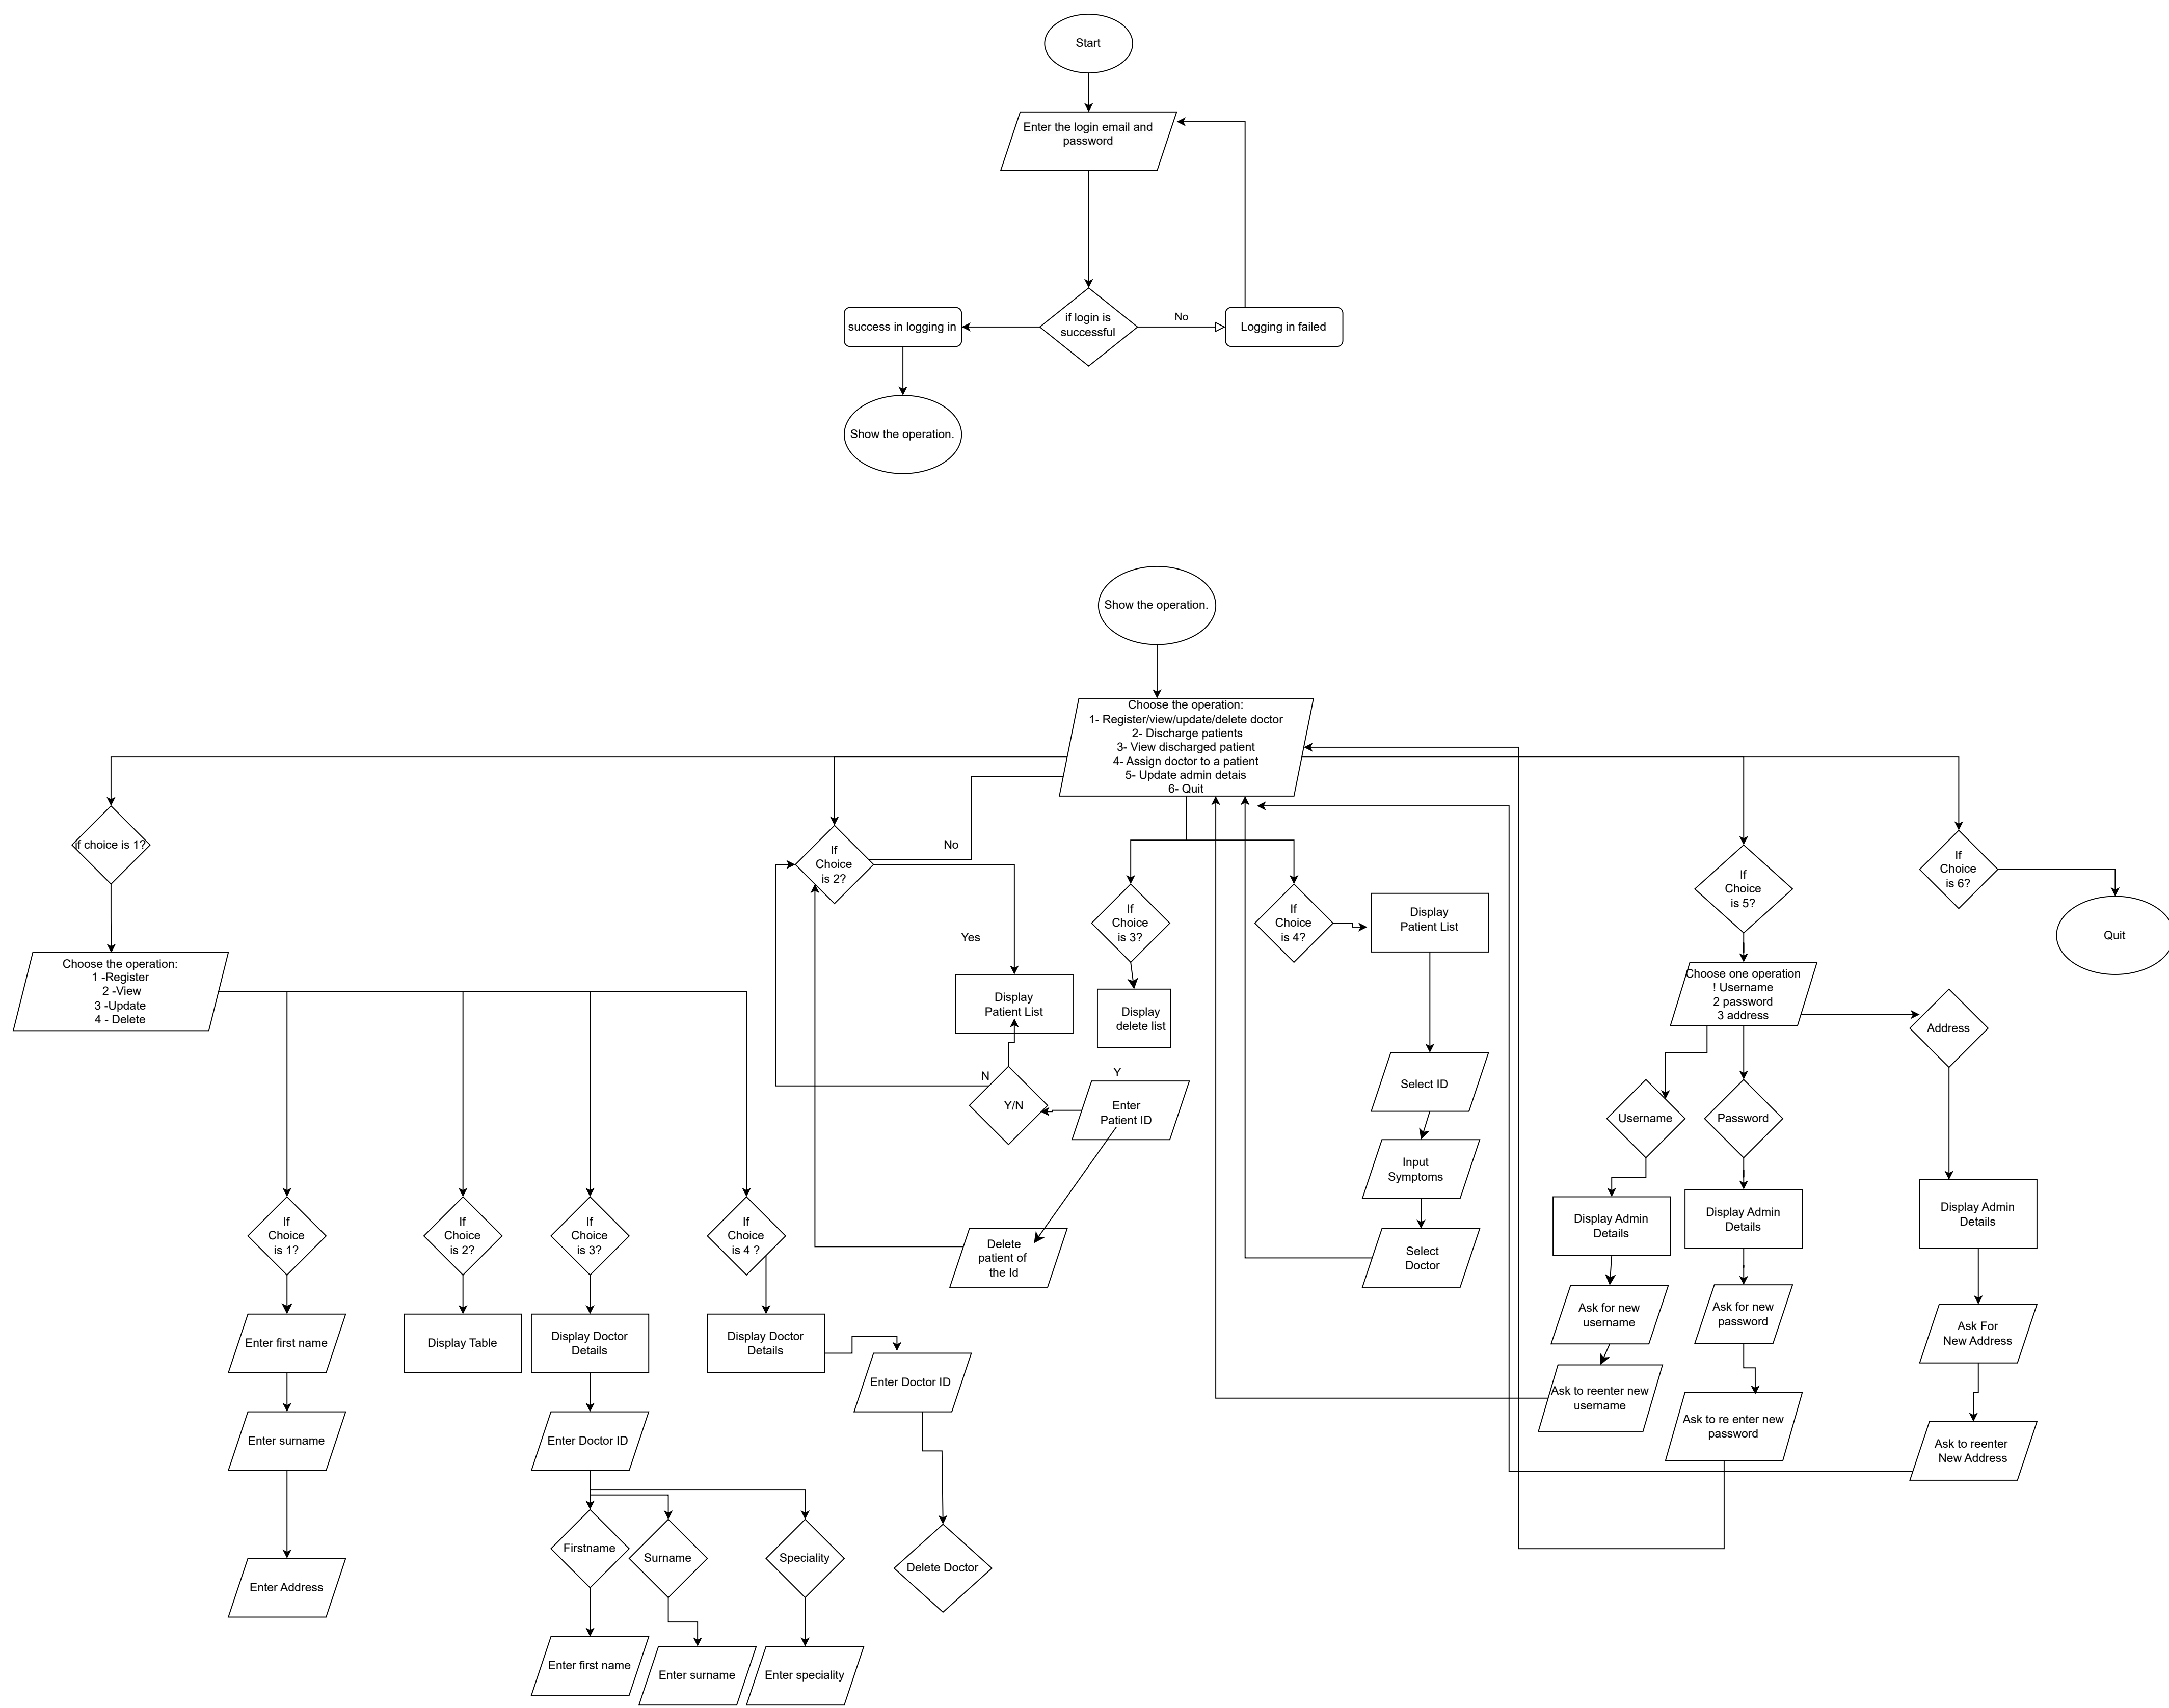 Start
Enter the login email and
password
if login is
successful
No
success in logging in
Logging in failed
Show the operation.
Show the operation.
Choose the operation:
1- Register/view/update/delete doctor
2- Discharge patients
3- View discharged patient
4- Assign doctor to a patient
5- Update admin detais
6- Quit
if choice is 1?
If
Choice
is 2?
No
Yes
If
Choice
is 3?
If
Choice
is 4?
Display
Patient List
If
Choice
is 5?
If
Choice
is 6?
Quit
Choose the operation:
1 -Register
2 -View
3 -Update
4 - Delete
Display
Patient List
Display
delete list
Choose one operation
! Username
2 password
3 address
Address
N
Y/N
Y
Enter
Patient ID
Select ID
Username
Password
Input
Symptoms
If
Choice
is 1?
If
Choice
is 2?
If
Choice
is 3?
If
Choice
is 4 ?
Delete
patient of
the Id
Select
Doctor
Display Admin
Details
Display Admin
Details
Display Admin
Details
Enter first name
Display Table
Display Doctor
Details
Display Doctor
Details
Enter Doctor ID
Ask for new
username
Ask for new
password
Ask For
New Address
Enter surname
Enter Doctor ID
Ask to reenter new
username
Ask to re enter new
password
Ask to reenter
New Address
Firstname
Surname
Speciality
Delete Doctor
Enter Address
Enter first name
Enter surname
Enter speciality